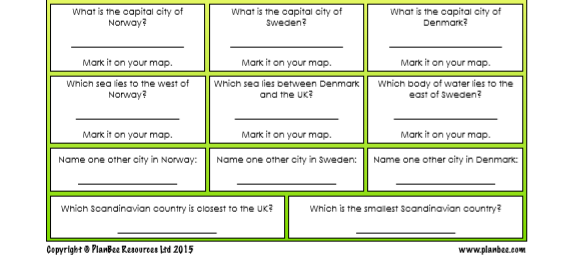 What is the capital city of
Norway?
Mark it on your map.
What is the capital city of
Sweden?
Mark it on your map.
What is the capital city of
Denmark?
Mark it on your map.
Which sea lies to the west of
Norway?
Mark it on your map.
Which sea lies between Denmark
and the UK?
Mark it on your map.
Which body of water lies to the
east of Sweden?
Mark it on your map.
Name one other city in Norway:
Name one other city in Sweden:
Name one other city in Denmark:
Which Scandinavian country is closest to the UK?
Which is the smallest Scandinavian country?
Copyright © PlanBee Resources Ltd 2015
www.planbee.com